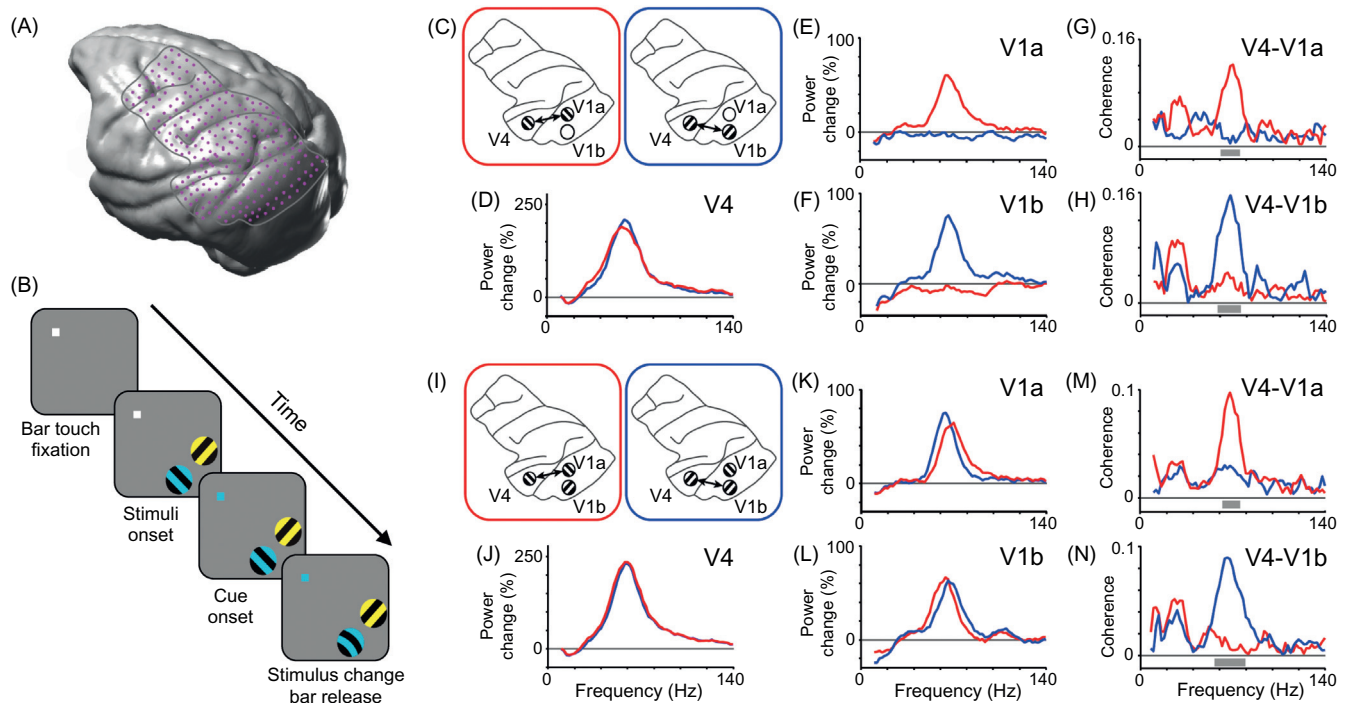 (A)
(B)
Bar touch
fixation
Stimuli
onset
Cue
onset
Stimulus change
bar release
Time
(C)
V4
V1a
V1b
V4
V1a
V1b
(D)
V4
Power
change (%)
250
0
0
140
(E)
V1a
Power
change (%)
100
0
0
140
(F)
V1b
Power
change (%)
100
0
0
140
(G)
V4-V1a
Coherence
0.16
0
0
140
(H)
V4-V1b
Coherence
0.16
0
0
140
(I)
V4
V1a
V1b
V4
V1a
V1b
(J)
V4
Power
change (%)
250
0
0
140
Frequency (Hz)
(K)
V1a
Power
change (%)
100
0
0
140
(L)
V1b
Power
change (%)
100
0
0
140
Frequency (Hz)
(M)
V4-V1a
Coherence
0.1
0
0
140
(N)
V4-V1b
Coherence
0.1
0
0
140
Frequency (Hz)